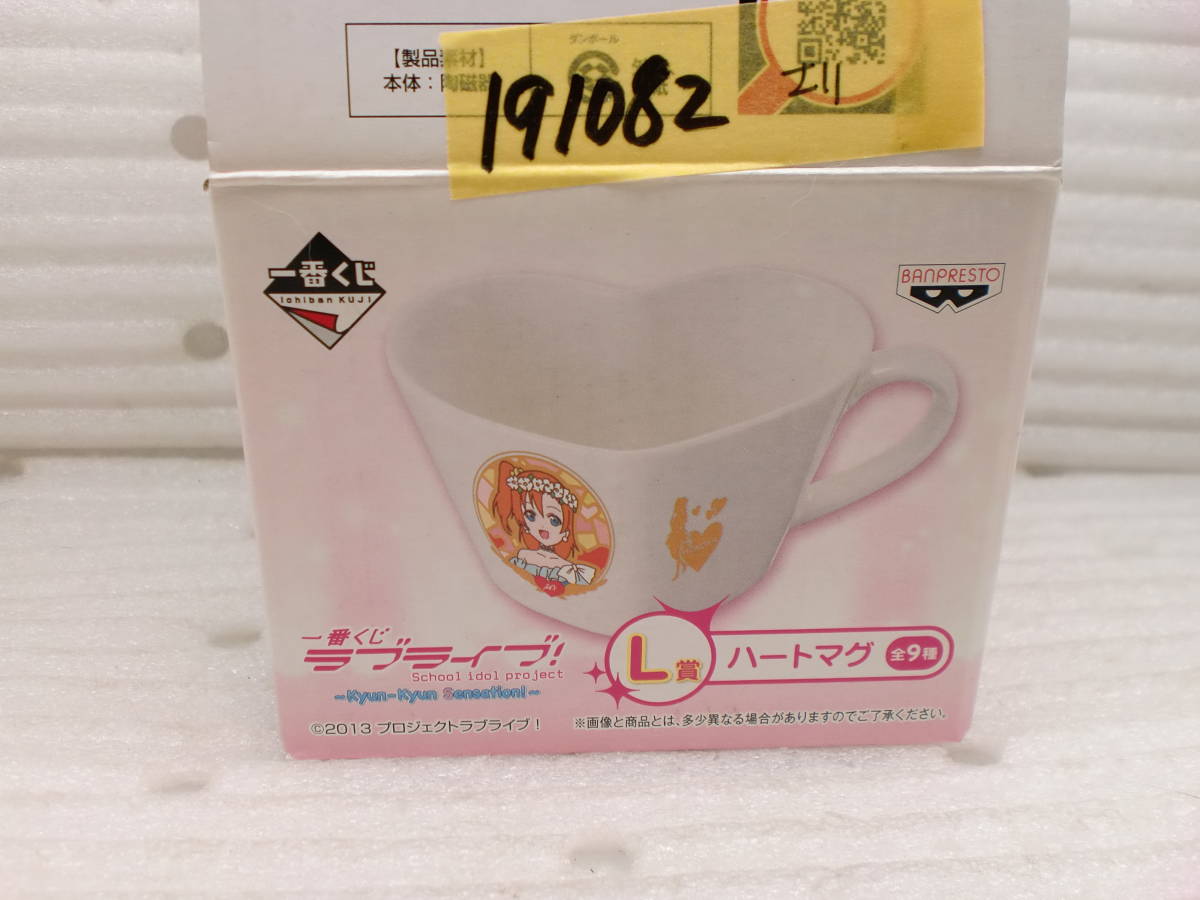 ダンボール
【製品素材】
本体：陶磁器
191082
一番くじ
Ichiban KUJI
BANPRESTO
一番くじ
ラブライブ!
School idol project
~Kyun-Kyun Sensation!~
L賞
ハートマグ
全9種
©2013 プロジェクトラブライブ！
※画像と商品とは、多少異なる場合がありますのでご了承ください。